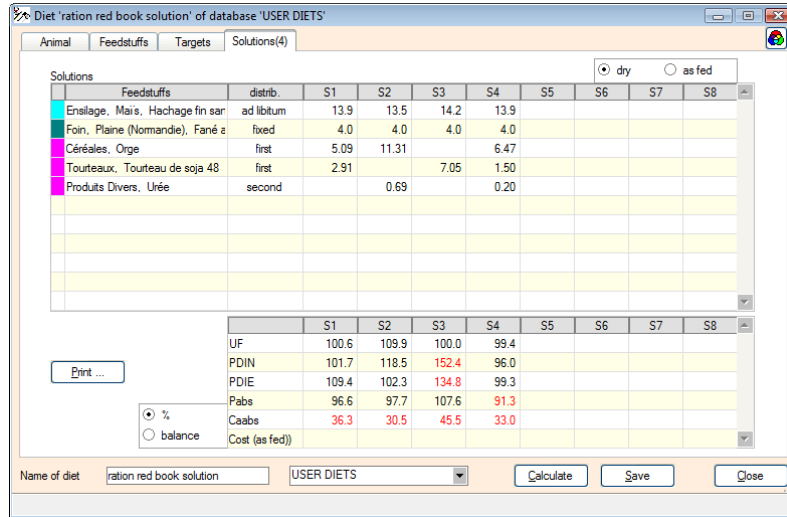 Diet 'ration red book solution' of database 'USER DIETS'
Animal Feedstuffs Targets Solutions(4)
dry as fed
Solutions
Feedstuffs distrib. S1 S2 S3 S4 S5 S6 S7 S8
Ensilage, Maïs, Hachage fin san ad libitum 13.9 13.5 14.2 13.9
Foin, Plaine (Normandie), Fané a fixed 4.0 4.0 4.0 4.0
Céréales, Orge first 5.09 11.31 6.47
Tourteaux, Tourteau de soja 48 first 2.91 7.05 1.50
Produits Divers, Urée second 0.69 0.20
S1 S2 S3 S4 S5 S6 S7 S8
UF 100.6 109.9 100.0 99.4
PDIN 101.7 118.5 152.4 96.0
Print ...
PDIE 109.4 102.3 134.8 99.3
Pabs 96.6 97.7 107.6 91.3
% Caabs 36.3 30.5 45.5 33.0
balance Cost (as fed))
Name of diet ration red book solution USER DIETS Calculate Save Close